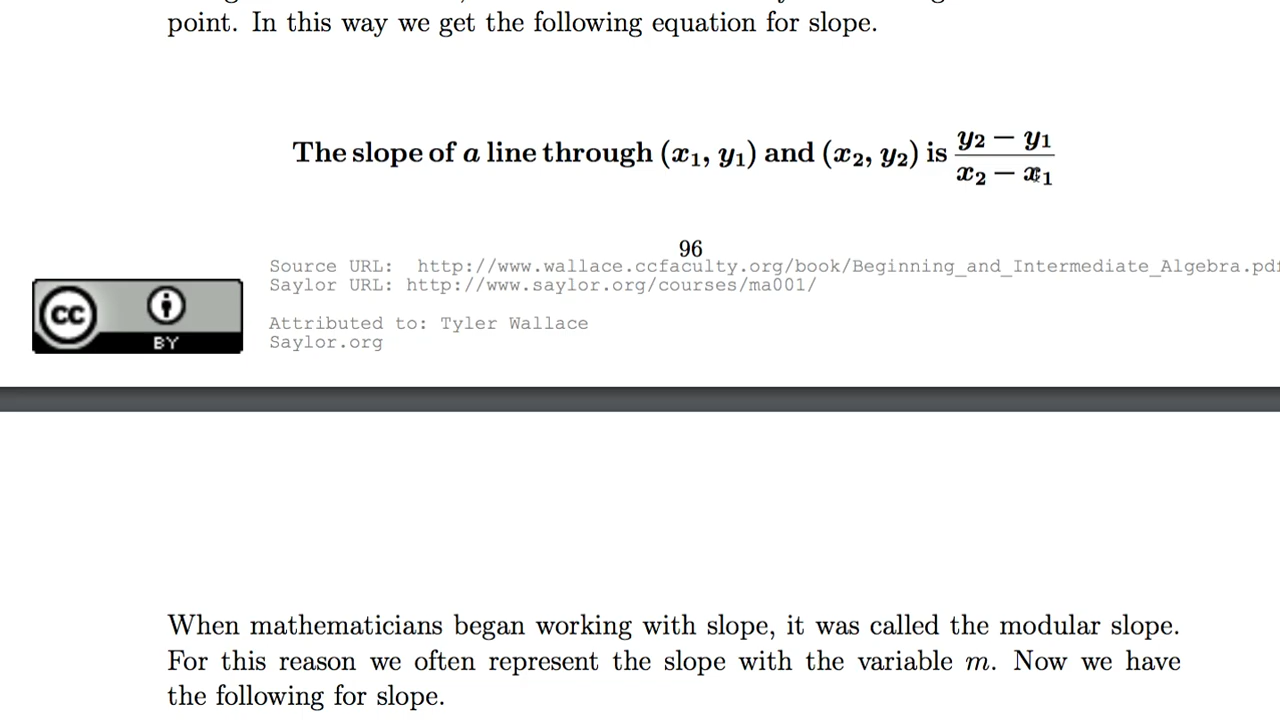 point. In this way we get the following equation for slope.
The slope of a line through (x₁, y₁) and (x₂, y₂) is y₂ − y₁ / x₂ − x₁
96
Source URL: http://www.wallace.ccfaculty.org/book/Beginning_and_Intermediate_Algebra.pd
Saylor URL: http://www.saylor.org/courses/ma001/
cc
BY
Attributed to: Tyler Wallace
Saylor.org
When mathematicians began working with slope, it was called the modular slope.
For this reason we often represent the slope with the variable m. Now we have
the following for slope.